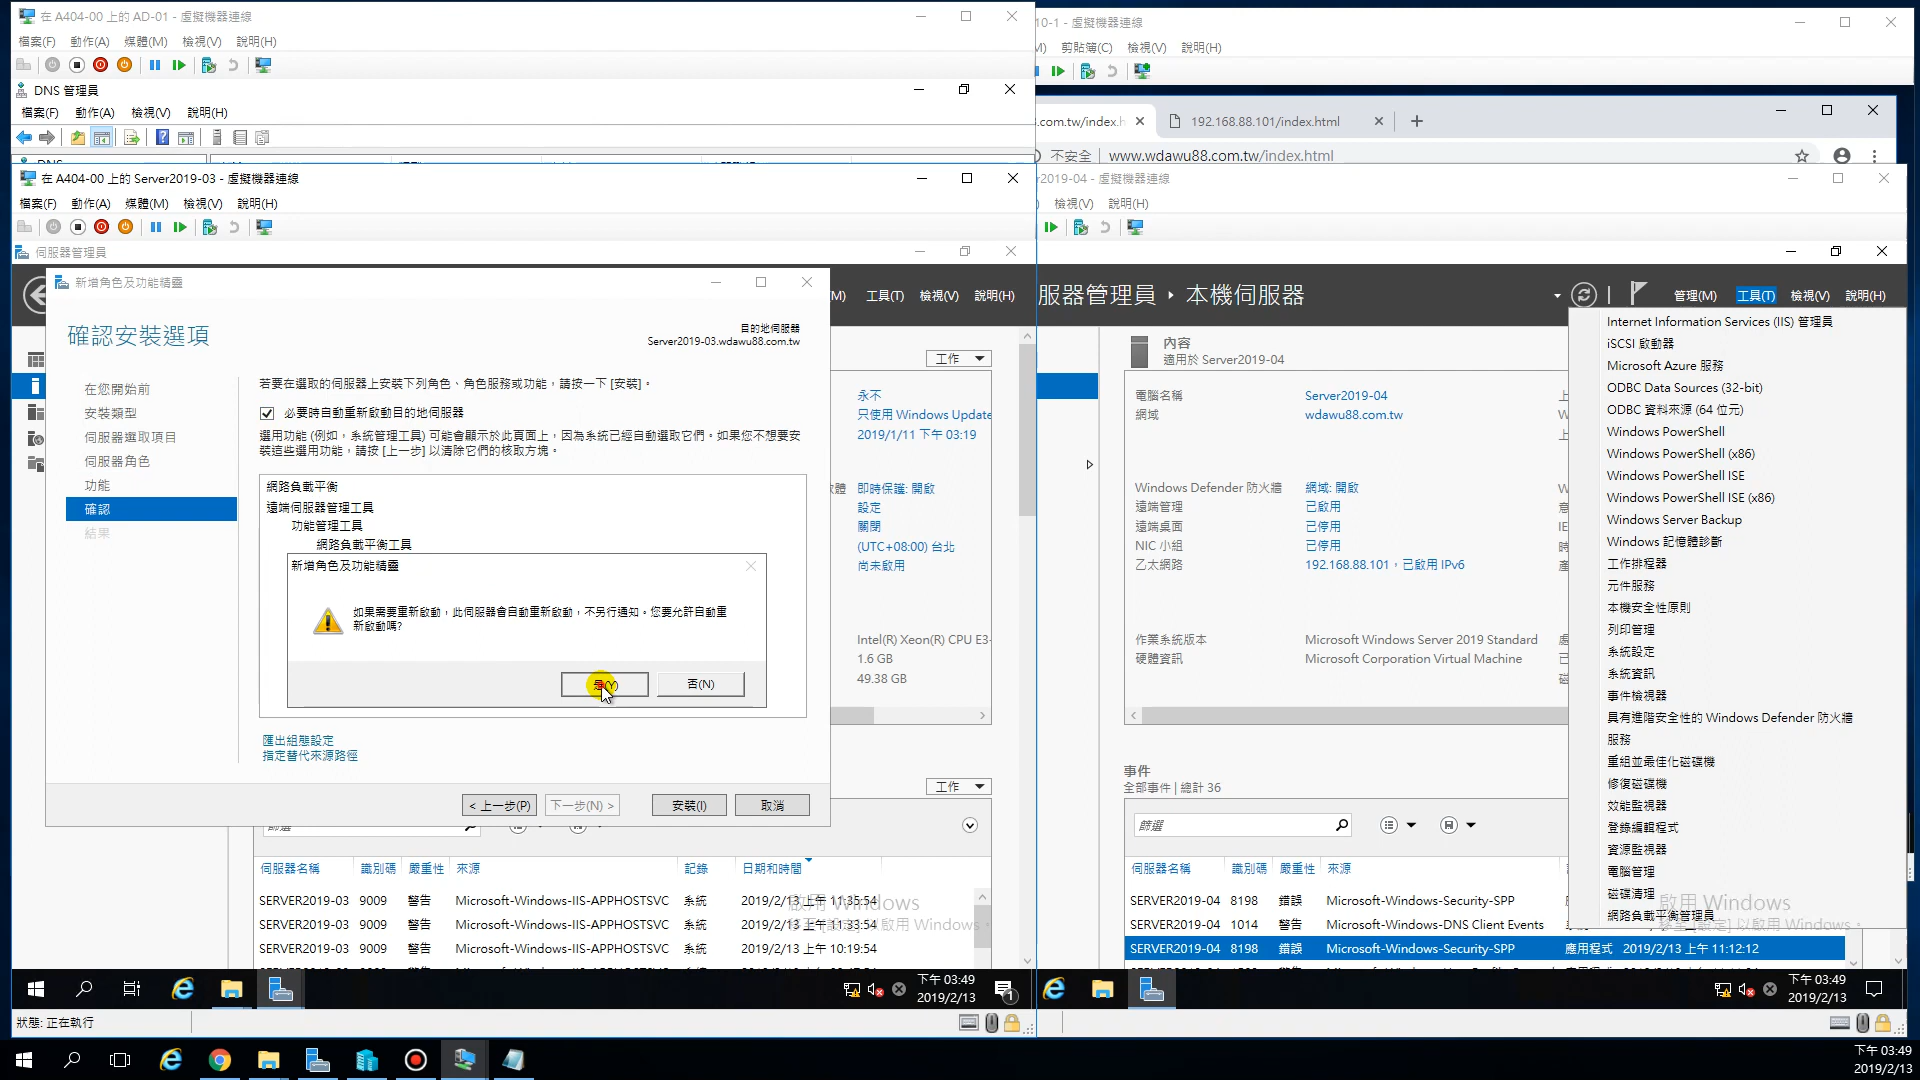 在 A404-00 上的 AD-01 - 虛擬機器連線
檔案(F) 動作(A) 媒體(M) 檢視(V) 說明(H)
DNS 管理員
檔案(F) 動作(A) 檢視(V) 說明(H)
10-1 - 虛擬機器連線
剪貼簿(C) 檢視(V) 說明(H)
.com.tw/index.h
192.168.88.101/index.html
不安全 www.wdawu88.com.tw/index.html
在 A404-00 上的 Server2019-03 - 虛擬機器連線
檔案(F) 動作(A) 媒體(M) 檢視(V) 說明(H)
伺服器管理員
M) 工具(T) 檢視(V) 說明(H)
新增角色及功能精靈
確認安裝選項
目的地伺服器
Server2019-03.wdawu88.com.tw
在您開始前
安裝類型
伺服器選取項目
伺服器角色
功能
確認
結果
若要在選取的伺服器上安裝下列角色、角色服務或功能，請按一下 [安裝]。
必要時自動重新啟動目的地伺服器
選用功能 (例如，系統管理工具) 可能會顯示於此頁面上，因為系統已經自動選取它們。如果您不想要安
裝這些選用功能，請按 [上一步] 以清除它們的核取方塊。
網路負載平衡
遠端伺服器管理工具
功能管理工具
網路負載平衡工具
新增角色及功能精靈
如果需要重新啟動，此伺服器會自動重新啟動，不另行通知。您要允許自動重
新啟動嗎?
是(Y) 否(N)
匯出組態設定
指定替代來源路徑
< 上一步(P) 下一步(N) > 安裝(I) 取消
工作
永不
只使用 Windows Update
2019/1/11 下午 03:19
即時保護: 開啟
設定
關閉
(UTC+08:00) 台北
尚未啟用
Intel(R) Xeon(R) CPU E3-
1.6 GB
49.38 GB
工作
篩選
伺服器名稱 識別碼 嚴重性 來源 記錄 日期和時間
SERVER2019-03 9009 警告 Microsoft-Windows-IIS-APPHOSTSVC 系統 2019/2/13 上午 11:35:54
SERVER2019-03 9009 警告 Microsoft-Windows-IIS-APPHOSTSVC 系統 2019/2/13 上午 11:33:54
SERVER2019-03 9009 警告 Microsoft-Windows-IIS-APPHOSTSVC 系統 2019/2/13 上午 10:19:54
啟用 Windows
移至 [設定] 以啟用 Windows。
下午 03:49
2019/2/13
狀態: 正在執行
2019-04 - 虛擬機器連線
檢視(V) 說明(H)
服器管理員 ‣ 本機伺服器
管理(M) 工具(T) 檢視(V) 說明(H)
內容
適用於 Server2019-04
電腦名稱 Server2019-04
網域 wdawu88.com.tw
Windows Defender 防火牆 網域: 開啟
遠端管理 已啟用
遠端桌面 已停用
NIC 小組 已停用
乙太網路 192.168.88.101，已啟用 IPv6
作業系統版本 Microsoft Windows Server 2019 Standard
硬體資訊 Microsoft Corporation Virtual Machine
事件
全部事件 | 總計 36
篩選
伺服器名稱 識別碼 嚴重性 來源
SERVER2019-04 8198 錯誤 Microsoft-Windows-Security-SPP
SERVER2019-04 1014 警告 Microsoft-Windows-DNS Client Events
SERVER2019-04 8198 錯誤 Microsoft-Windows-Security-SPP 應用程式 2019/2/13 上午 11:12:12
Internet Information Services (IIS) 管理員
iSCSI 啟動器
Microsoft Azure 服務
ODBC Data Sources (32-bit)
ODBC 資料來源 (64 位元)
Windows PowerShell
Windows PowerShell (x86)
Windows PowerShell ISE
Windows PowerShell ISE (x86)
Windows Server Backup
Windows 記憶體診斷
工作排程器
元件服務
本機安全性原則
列印管理
系統設定
系統資訊
事件檢視器
具有進階安全性的 Windows Defender 防火牆
服務
重組並最佳化磁碟機
修復磁碟機
效能監視器
登錄編輯程式
資源監視器
電腦管理
磁碟清理
網路負載平衡管理員
啟用 Windows
移至 [設定] 以啟用 Windows。
下午 03:49
2019/2/13
下午 03:49
2019/2/13